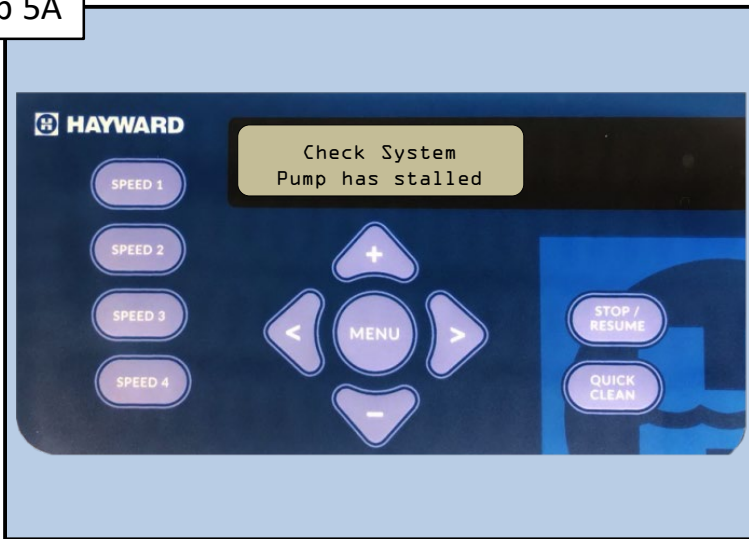 5A
HAYWARD
Check System
Pump has stalled
SPEED 1
SPEED 2
SPEED 3
SPEED 4
+
<
MENU
>
-
STOP /
RESUME
QUICK
CLEAN